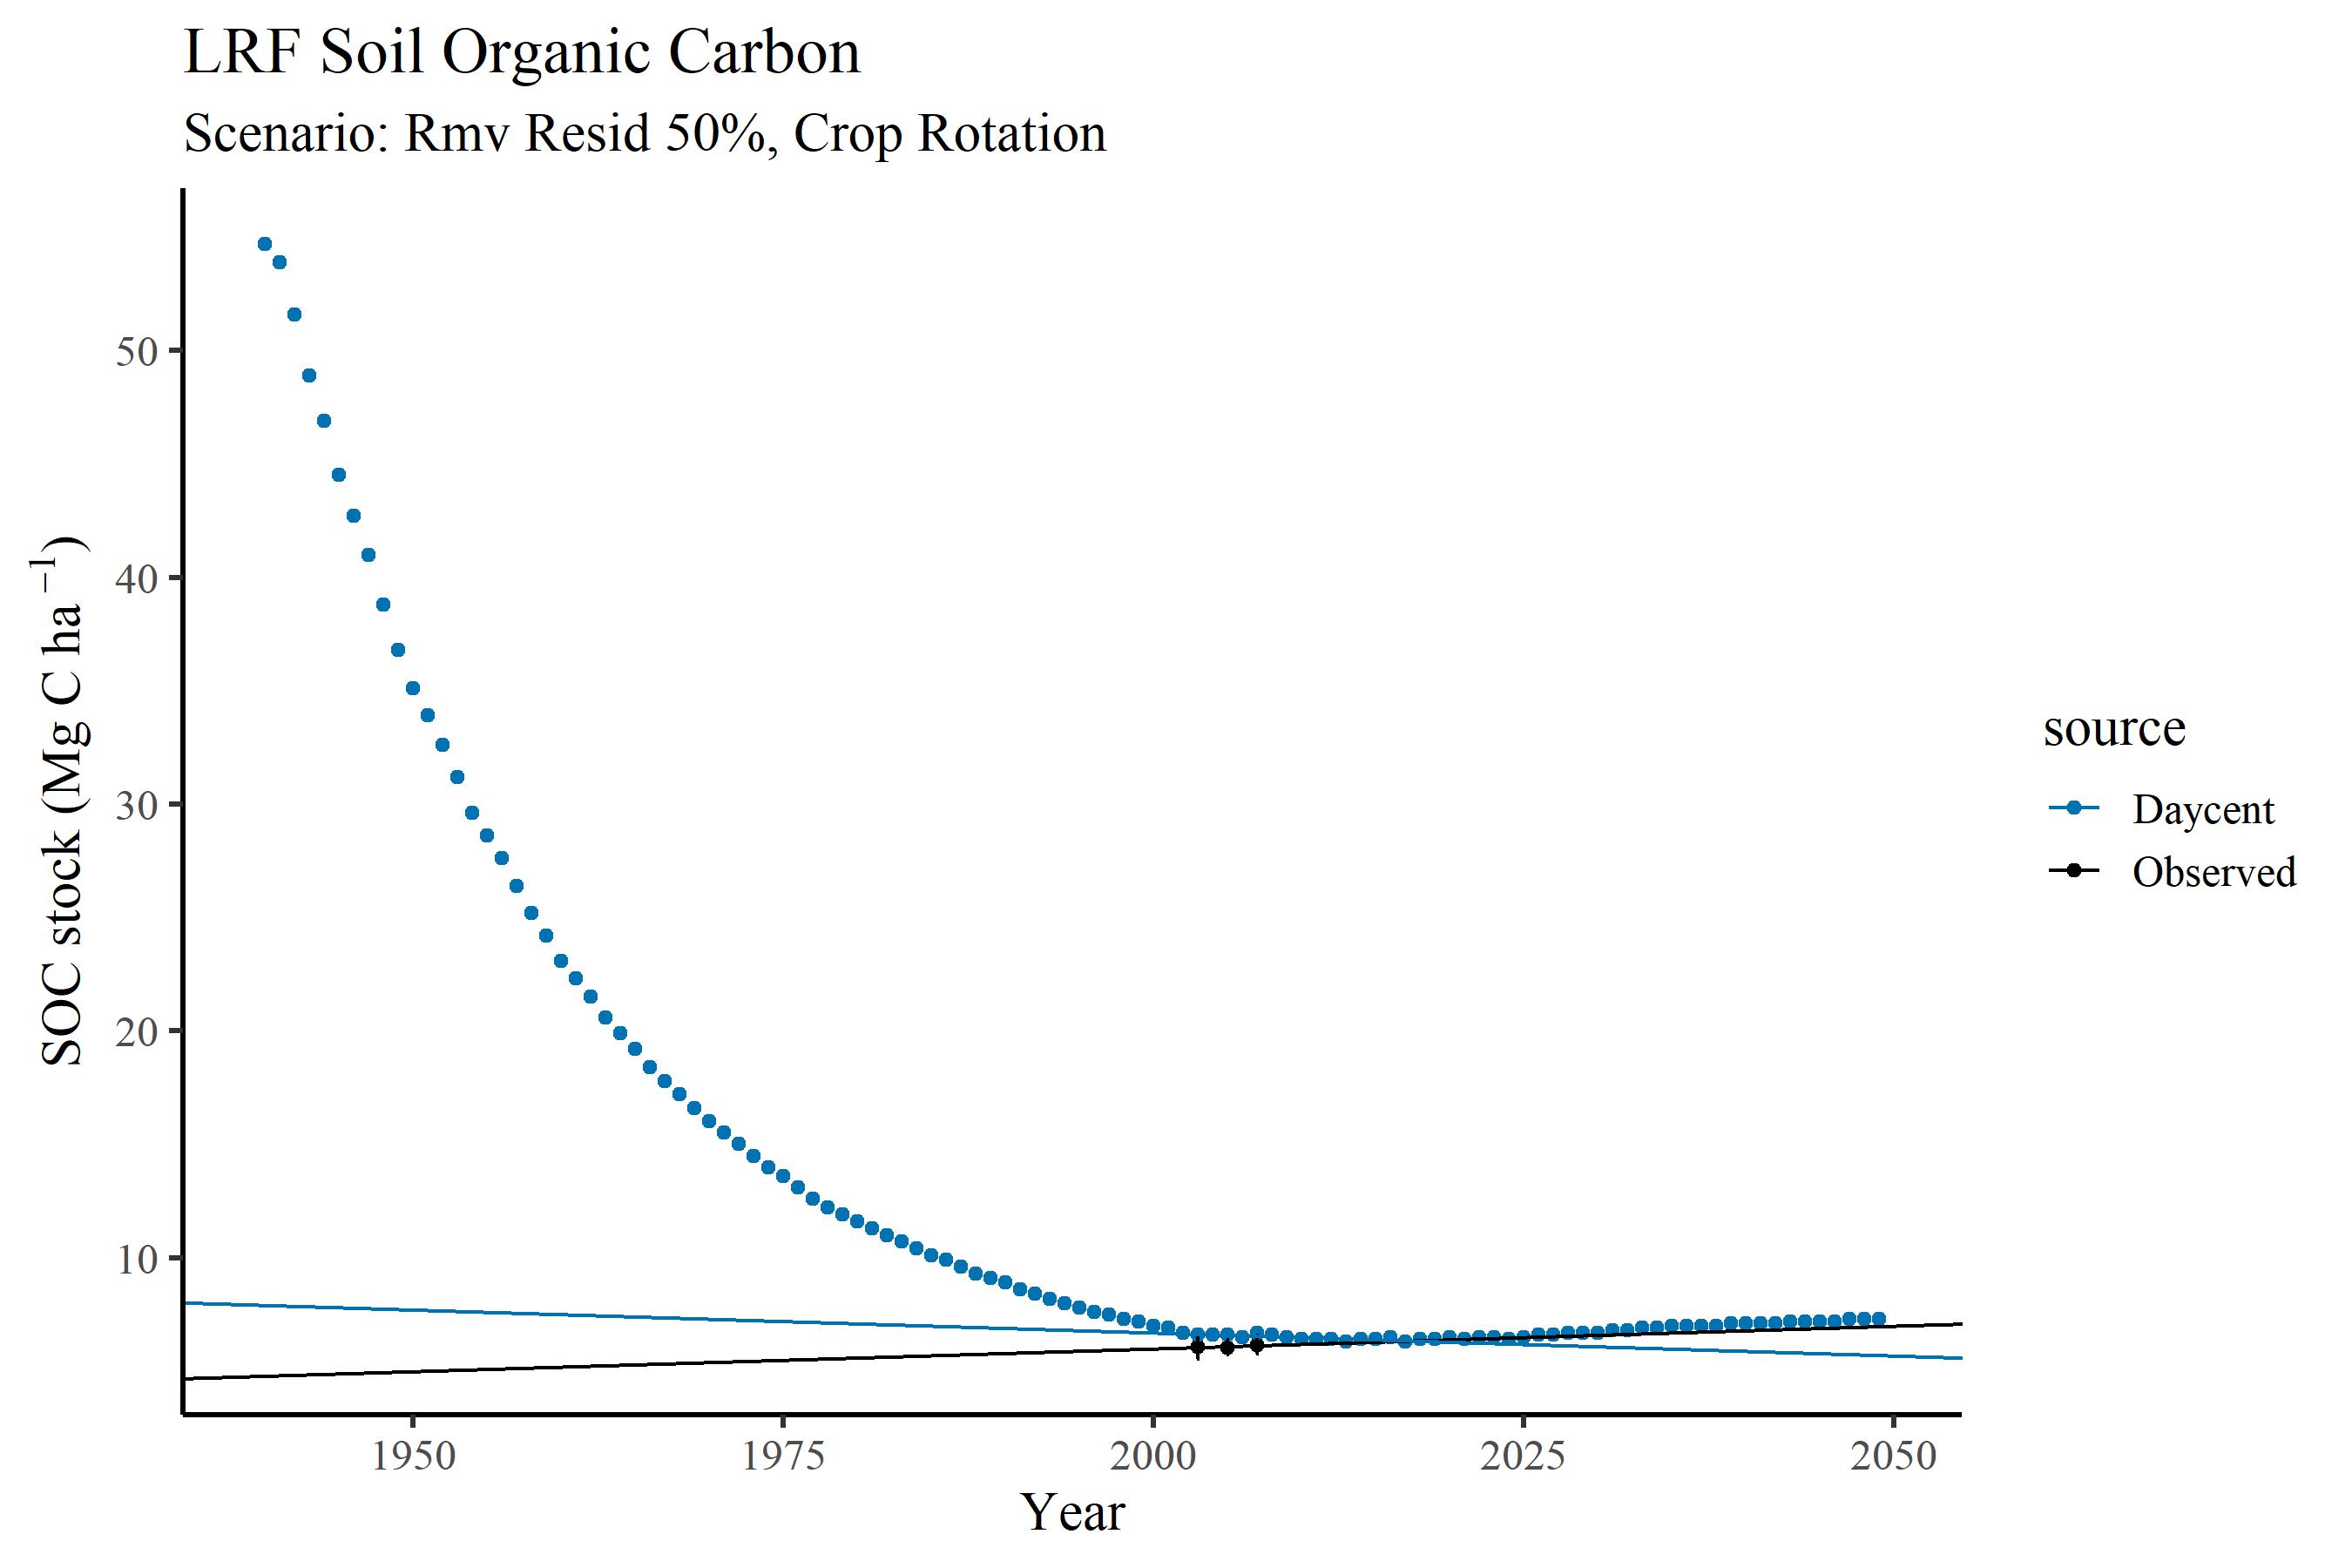 LRF Soil Organic Carbon
Scenario: Rmv Resid 50%, Crop Rotation
SOC stock (Mg C ha ⁻¹)
50
40
30
20
10
1950 1975 2000 2025 2050
Year
source
Daycent
Observed